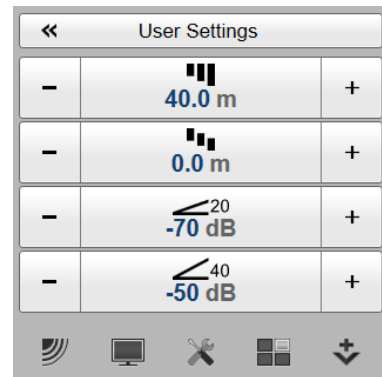 « User Settings
- 40.0 m +
- 0.0 m +
20
- -70 dB +
40
- -50 dB +